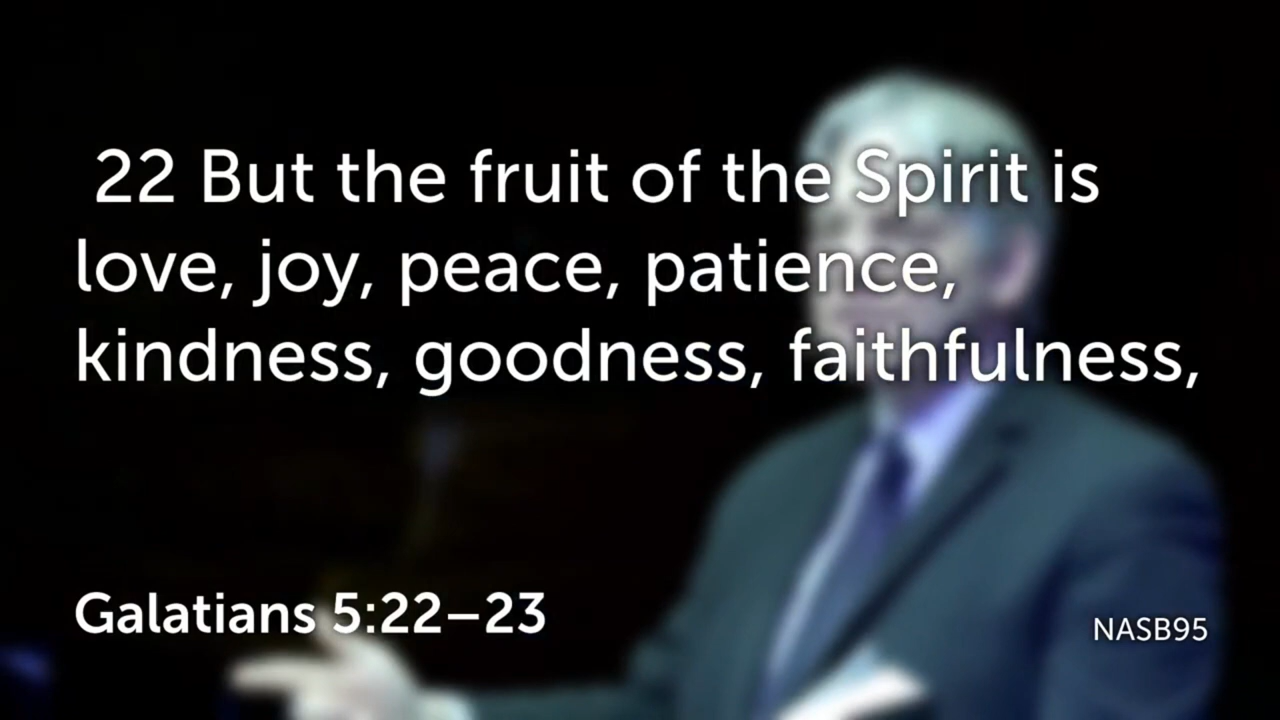 22 But the fruit of the Spirit is
love, joy, peace, patience,
kindness, goodness, faithfulness,
Galatians 5:22–23
NASB95